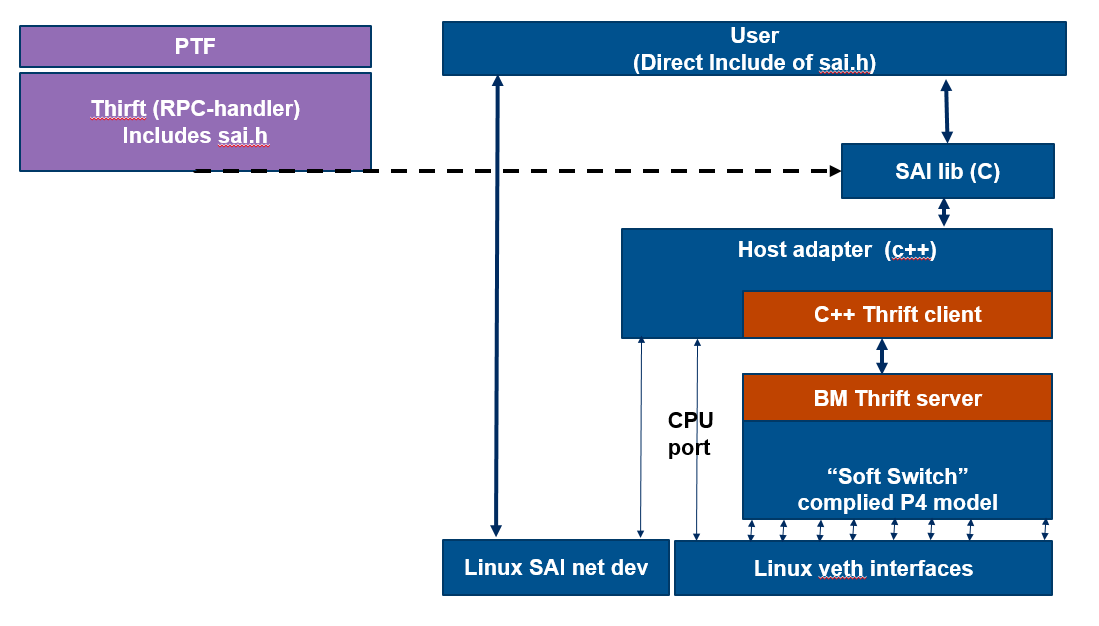 PTF
Thirft (RPC-handler)
Includes sai.h
User
(Direct Include of sai.h)
SAI lib (C)
Host adapter  (c++)
C++ Thrift client
BM Thrift server
CPU
port
“Soft Switch”
complied P4 model
Linux SAI net dev
Linux veth interfaces